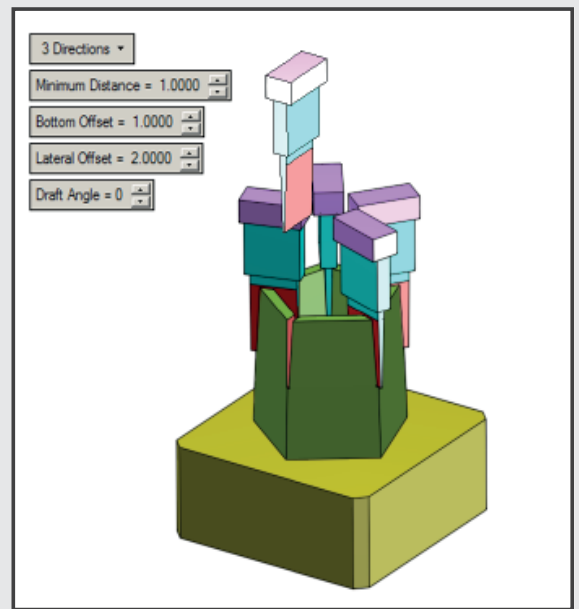 3 Directions
Minimum Distance = 1.0000
Bottom Offset = 1.0000
Lateral Offset = 2.0000
Draft Angle = 0